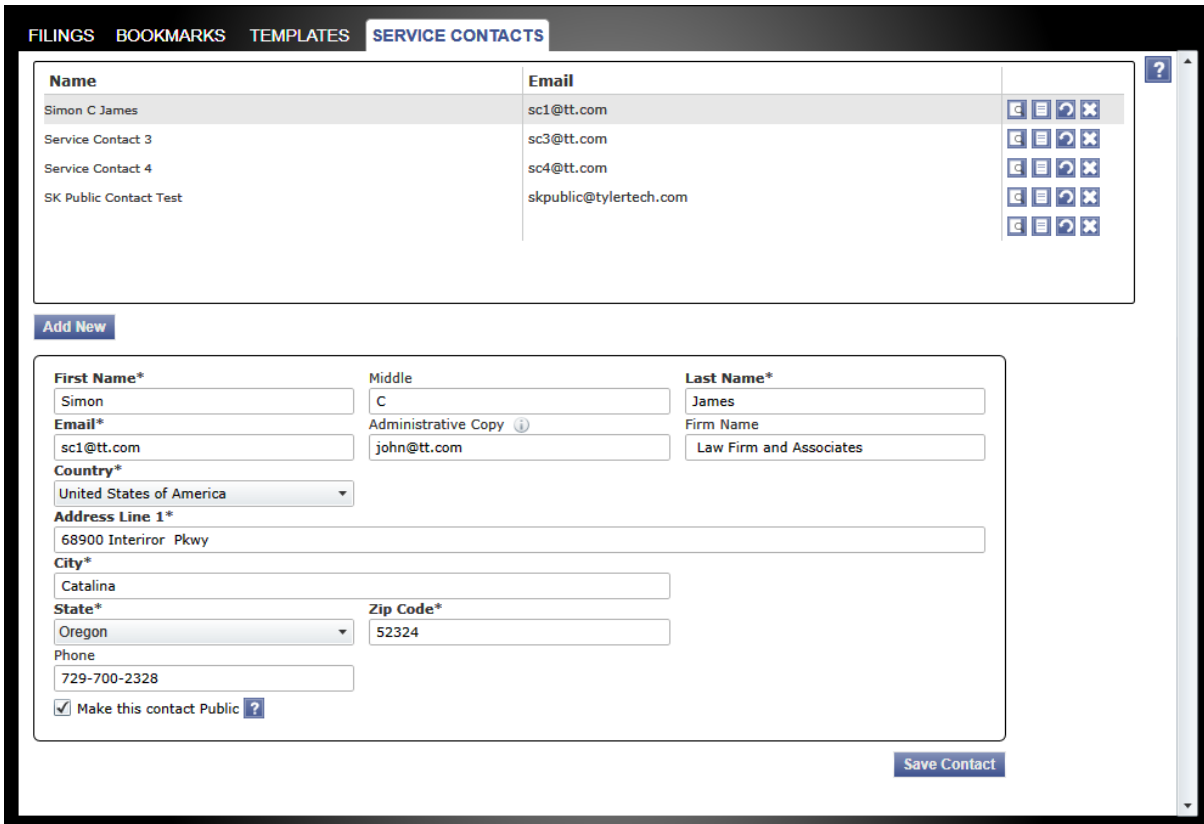 FILINGS BOOKMARKS TEMPLATES SERVICE CONTACTS
?
Name Email
Simon C James sc1@tt.com
Service Contact 3 sc3@tt.com
Service Contact 4 sc4@tt.com
SK Public Contact Test skpublic@tylertech.com
Add New
First Name* Middle Last Name*
Simon C James
Email* Administrative Copy i Firm Name
sc1@tt.com john@tt.com Law Firm and Associates
Country*
United States of America
Address Line 1*
68900 Interiror Pkwy
City*
Catalina
State* Zip Code*
Oregon 52324
Phone
729-700-2328
Make this contact Public ?
Save Contact